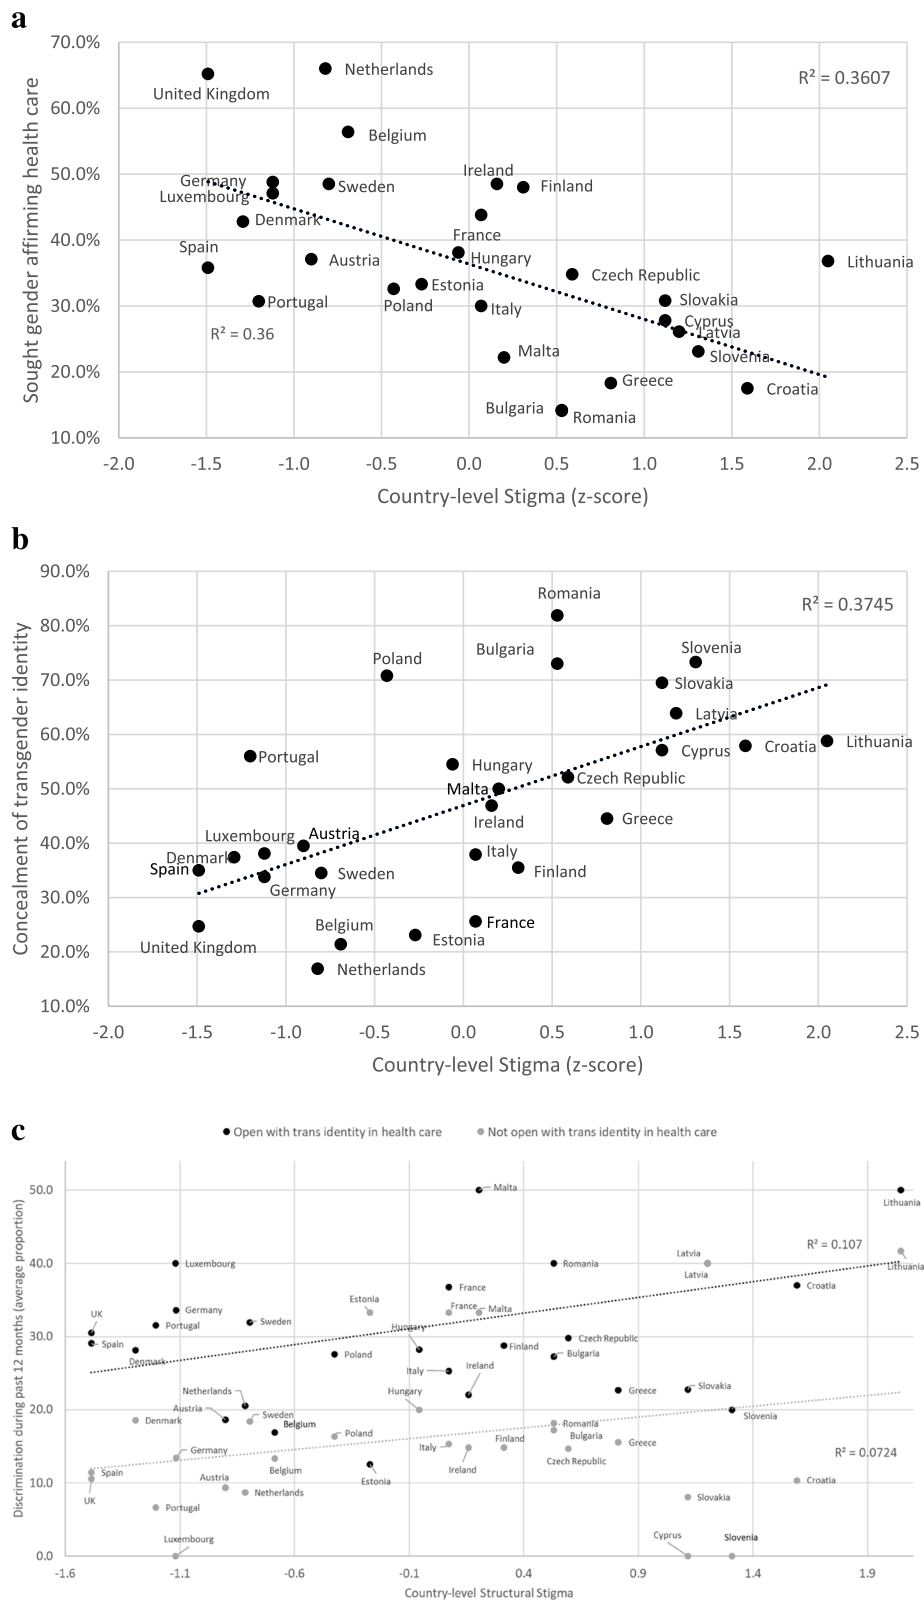 a
70.0%
Netherlands
R² = 0.3607
United Kingdom
60.0%
Belgium
50.0%
Ireland
Germany
Sweden
Finland
Luxembourg
Denmark
40.0%
France
Spain
Hungary
Austria
Lithuania
Czech Republic
Estonia
30.0%
Portugal
Poland
Italy
Slovakia
Cyprus
Latvia
R² = 0.36
Malta
Slovenia
20.0%
Greece
Croatia
Bulgaria
Romania
10.0%
-2.0 -1.5 -1.0 -0.5 0.0 0.5 1.0 1.5 2.0 2.5
Sought gender affirming health care
Country-level Stigma (z-score)
b
90.0%
Romania
R² = 0.3745
80.0%
Bulgaria
Slovenia
Poland
70.0%
Slovakia
Latvia
60.0%
Portugal
Hungary
Cyprus
Croatia
Lithuania
50.0%
Malta
Czech Republic
Ireland
Greece
40.0%
Luxembourg
Austria
Denmark
Italy
Spain
Sweden
Finland
30.0%
Germany
France
Belgium
United Kingdom
Estonia
20.0%
Netherlands
10.0%
-2.0 -1.5 -1.0 -0.5 0.0 0.5 1.0 1.5 2.0 2.5
Concealment of transgender identity
Country-level Stigma (z-score)
c
Open with trans identity in health care Not open with trans identity in health care
50.0
Malta
Lithuania
R² = 0.107
Latvia
40.0
Luxembourg
Romania
Latvia
Lithuania
France
Croatia
Estonia
Germany
France
Malta
UK
Portugal
Sweden
Hungary
30.0
Spain
Finland
Czech Republic
Denmark
Poland
Bulgaria
Italy
Ireland
Netherlands
Hungary
Greece
Slovakia
20.0
Austria
Denmark
Sweden
Belgium
Romania
Slovenia
Poland
Bulgaria
Germany
Italy
Finland
Greece
R² = 0.0724
Spain
Belgium
Ireland
Czech Republic
Estonia
10.0
Austria
Croatia
UK
Netherlands
Portugal
Slovakia
Luxembourg
Cyprus
Slovenia
0.0
-1.6 -1.1 -0.6 -0.1 0.4 0.9 1.4 1.9
Discrimination during past 12 months (average proportion)
Country-level Structural Stigma